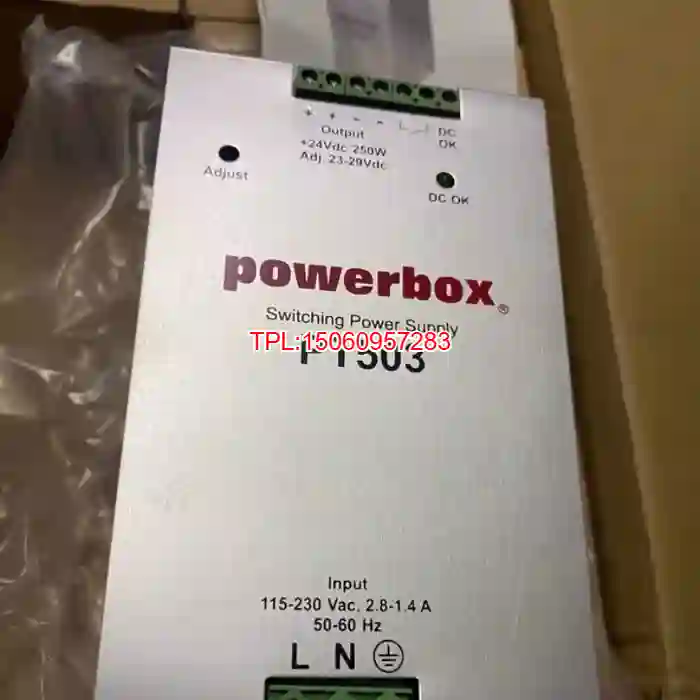 + + - -
DC
Output
OK
+24Vdc 250W
Adj. 23-29Vdc
Adjust
DC OK
powerbox®
Switching Power Supply
TPL:15060957283
503
Input
115-230 Vac, 2.8-1.4 A
50-60 Hz
L N